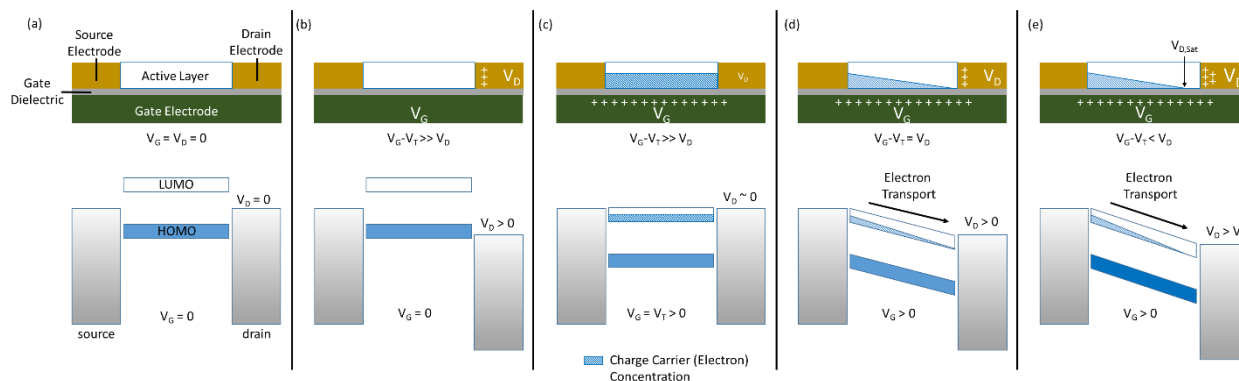 (a)
Source
Electrode
Drain
Electrode
Active Layer
Gate
Dielectric
Gate Electrode
V_G = V_D = 0
LUMO
V_D = 0
HOMO
V_G = 0
source
drain
(b)
+
+
+
V_D
V_G
V_G-V_T >> V_D
V_D > 0
V_G = 0
(c)
V_D
+ + + + + + + + + + + +
V_G
V_G-V_T >> V_D
V_D ~ 0
V_G = V_T > 0
Charge Carrier (Electron)
Concentration
(d)
+
+
+
V_D
+ + + + + + + + + + + +
V_G
V_G-V_T = V_D
Electron
Transport
V_D > 0
V_G > 0
(e)
V_D,Sat
V_D
+ + + + + + + + + + + +
V_G
V_G-V_T < V_D
Electron
Transport
V_D > V
V_G > 0